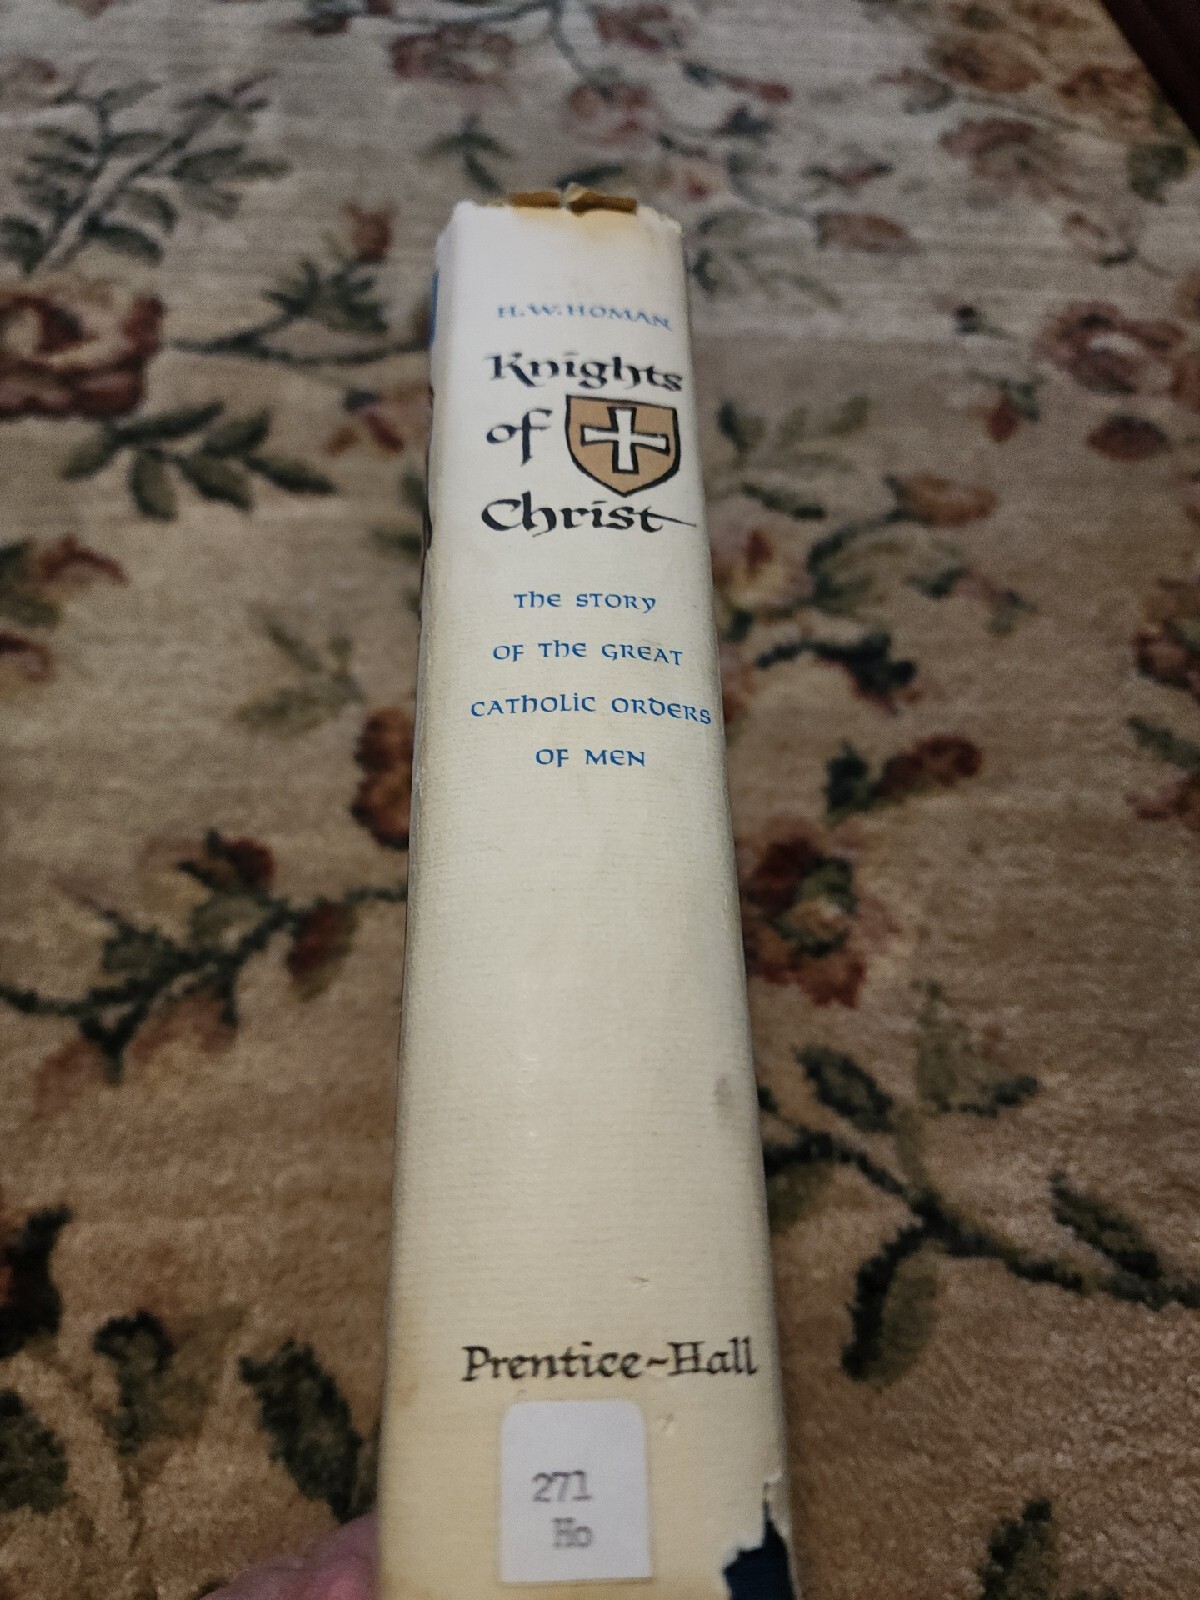 H.W.HOMAN
Knights
of
Christ
The STORY
OF The GREAT
CATholic ORDERS
OF MEN
Prentice-Hall
271
Ho